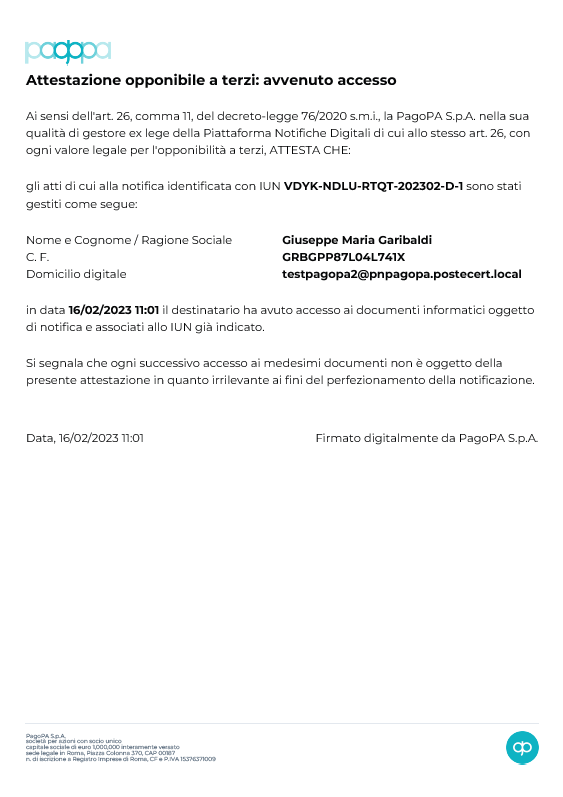 pagopa
Attestazione opponibile a terzi: avvenuto accesso
Ai sensi dell'art. 26, comma 11, del decreto-legge 76/2020 s.m.i., la PagoPA S.p.A. nella sua
qualità di gestore ex lege della Piattaforma Notifiche Digitali di cui allo stesso art. 26, con
ogni valore legale per l'opponibilità a terzi, ATTESTA CHE:
gli atti di cui alla notifica identificata con IUN VDYK-NDLU-RTQT-202302-D-1 sono stati
gestiti come segue:
Nome e Cognome / Ragione Sociale Giuseppe Maria Garibaldi
C. F. GRBGPP87L04L741X
Domicilio digitale testpagopa2@pnpagopa.postecert.local
in data 16/02/2023 11:01 il destinatario ha avuto accesso ai documenti informatici oggetto
di notifica e associati allo IUN già indicato.
Si segnala che ogni successivo accesso ai medesimi documenti non è oggetto della
presente attestazione in quanto irrilevante ai fini del perfezionamento della notificazione.
Data, 16/02/2023 11:01 Firmato digitalmente da PagoPA S.p.A.
PagoPA S.p.A.
società per azioni con socio unico
capitale sociale di euro 1,000,000 interamente versato
sede legale in Roma, Piazza Colonna 370, CAP 00187
n. di iscrizione a Registro Imprese di Roma, CF e P.IVA 15376371009